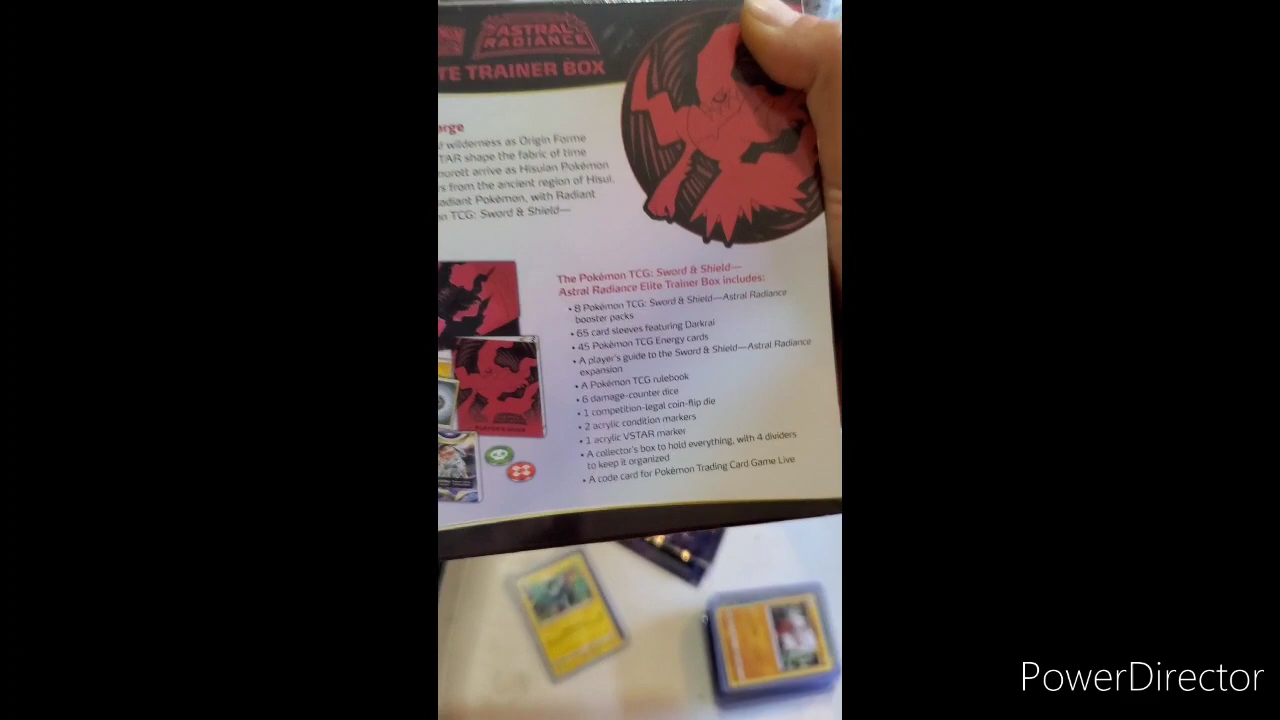 ASTRAL
RADIANCE
TE TRAINER BOX
arge
wilderness as Origin Forme
TAR shape the fabric of time
urott arrive as Hisuian Pokémon
s from the ancient region of Hisui.
adiant Pokémon, with Radiant
n TCG: Sword & Shield—
The Pokémon TCG: Sword & Shield—
Astral Radiance Elite Trainer Box includes:
• 8 Pokémon TCG: Sword & Shield—Astral Radiance
booster packs
• 65 card sleeves featuring Darkrai
• 45 Pokémon TCG Energy cards
• A player's guide to the Sword & Shield—Astral Radiance
expansion
• A Pokémon TCG rulebook
• 6 damage-counter dice
• 1 competition-legal coin-flip die
• 2 acrylic condition markers
• 1 acrylic VSTAR marker
• A collector's box to hold everything, with 4 dividers
to keep it organized
• A code card for Pokémon Trading Card Game Live
PLAYER'S GUIDE
PowerDirector